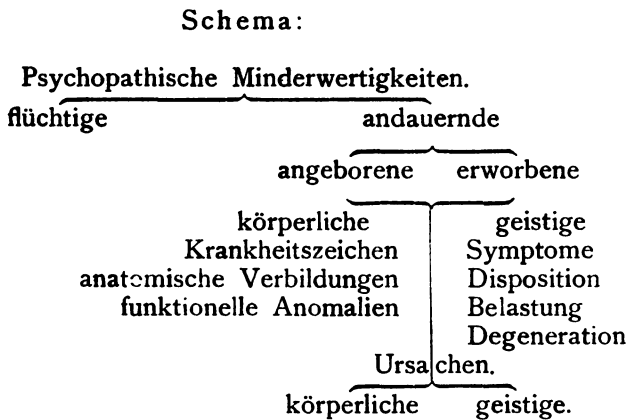 Schema:
Psychopathische Minderwertigkeiten.
flüchtige andauernde
angeborene erworbene
körperliche geistige
Krankheitszeichen Symptome
anatomische Verbildungen Disposition
funktionelle Anomalien Belastung
Degeneration
Ursachen.
körperliche geistige.